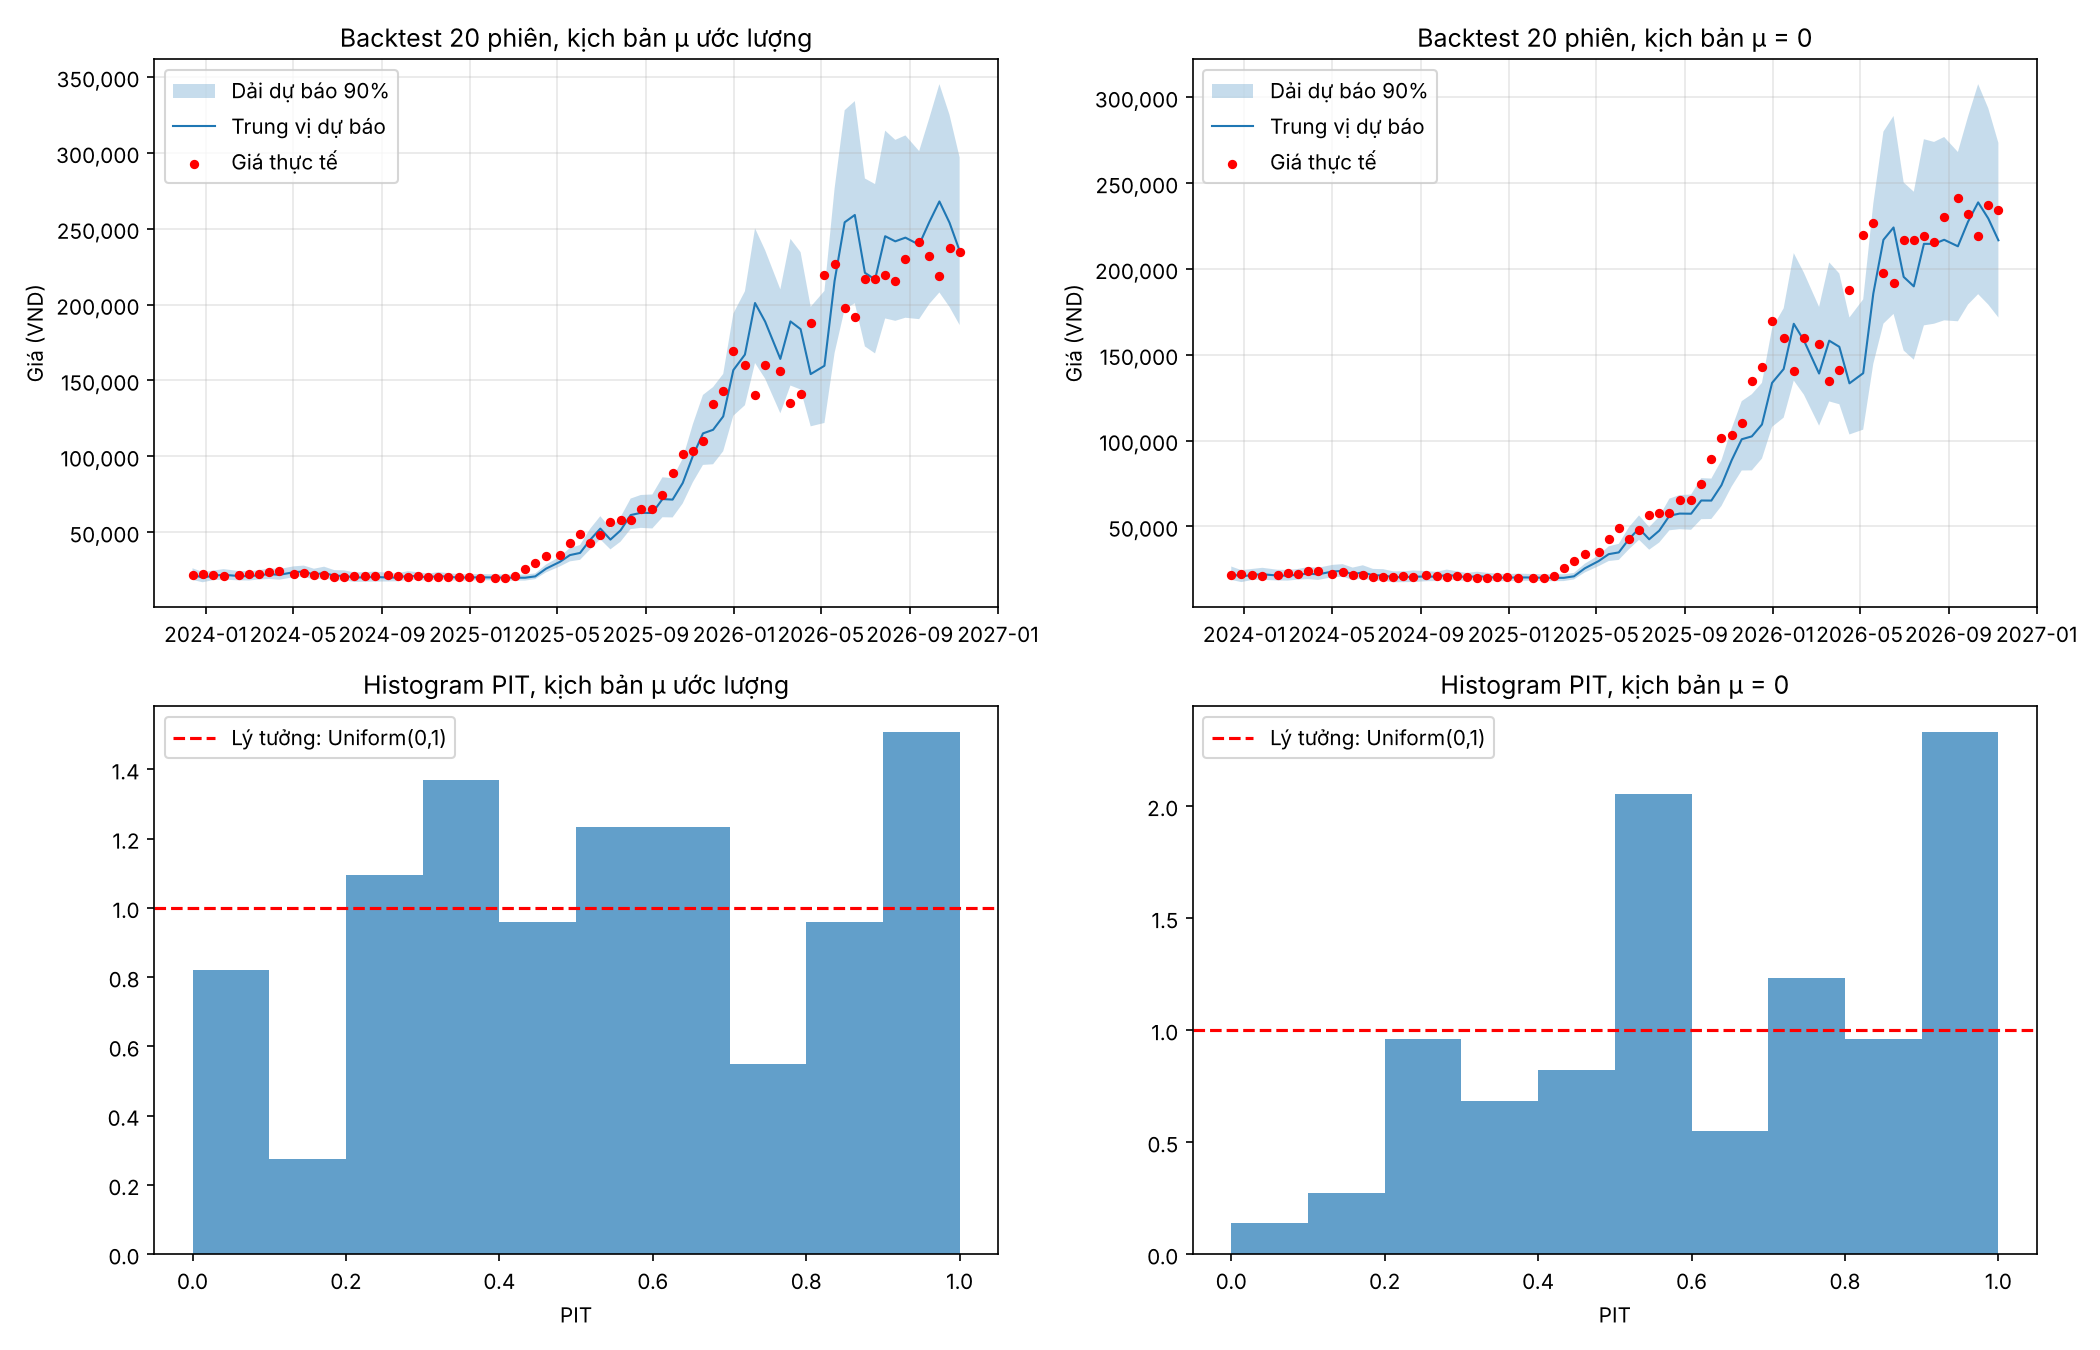 Backtest 20 phiên, kịch bản μ ước lượng
Dải dự báo 90%
Trung vị dự báo
Giá thực tế
Giá (VND)
350,000
300,000
250,000
200,000
150,000
100,000
50,000
2024-01 2024-05 2024-09 2025-01 2025-05 2025-09 2026-01 2026-05 2026-09 2027-01
Backtest 20 phiên, kịch bản μ = 0
Dải dự báo 90%
Trung vị dự báo
Giá thực tế
Giá (VND)
300,000
250,000
200,000
150,000
100,000
50,000
2024-01 2024-05 2024-09 2025-01 2025-05 2025-09 2026-01 2026-05 2026-09 2027-01
Histogram PIT, kịch bản μ ước lượng
Lý tưởng: Uniform(0,1)
1.4
1.2
1.0
0.8
0.6
0.4
0.2
0.0
0.0 0.2 0.4 0.6 0.8 1.0
PIT
Histogram PIT, kịch bản μ = 0
Lý tưởng: Uniform(0,1)
2.0
1.5
1.0
0.5
0.0
0.0 0.2 0.4 0.6 0.8 1.0
PIT